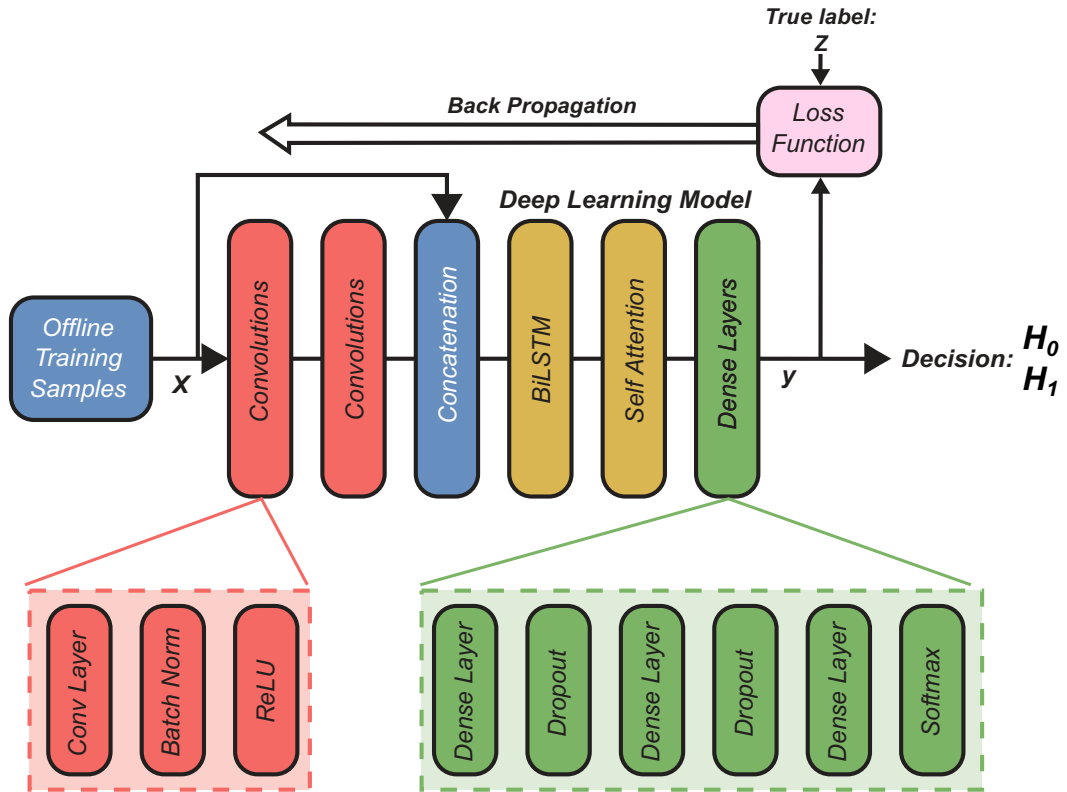 True label:
z
Loss
Function
Back Propagation
Deep Learning Model
Offline
Training
Samples
X
Convolutions
Convolutions
Concatenation
BiLSTM
Self Attention
Dense Layers
y
Decision:
H₀
H₁
Conv Layer
Batch Norm
ReLU
Dense Layer
Dropout
Dense Layer
Dropout
Dense Layer
Softmax